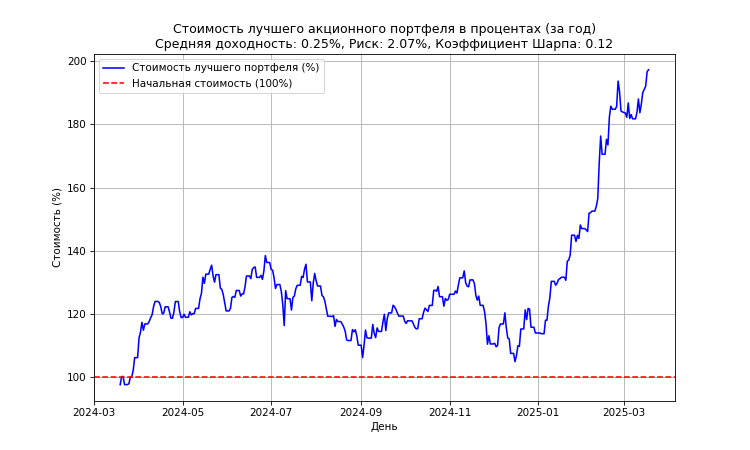 Стоимость лучшего акционного портфеля в процентах (за год)
Средняя доходность: 0.25%, Риск: 2.07%, Коэффициент Шарпа: 0.12
Стоимость лучшего портфеля (%)
Начальная стоимость (100%)
Стоимость (%)
200
180
160
140
120
100
2024-03
2024-05
2024-07
2024-09
2024-11
2025-01
2025-03
День